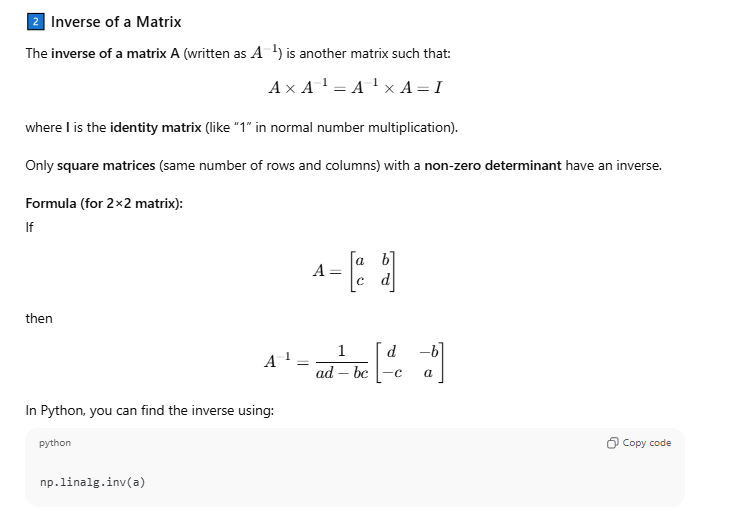 2 Inverse of a Matrix
The inverse of a matrix A (written as A⁻¹) is another matrix such that:
A × A⁻¹ = A⁻¹ × A = I
where I is the identity matrix (like "1" in normal number multiplication).
Only square matrices (same number of rows and columns) with a non-zero determinant have an inverse.
Formula (for 2×2 matrix):
If
A = [a b
c d]
then
A⁻¹ = 1/(ad − bc) [d −b
−c a]
In Python, you can find the inverse using:
python Copy code
np.linalg.inv(a)